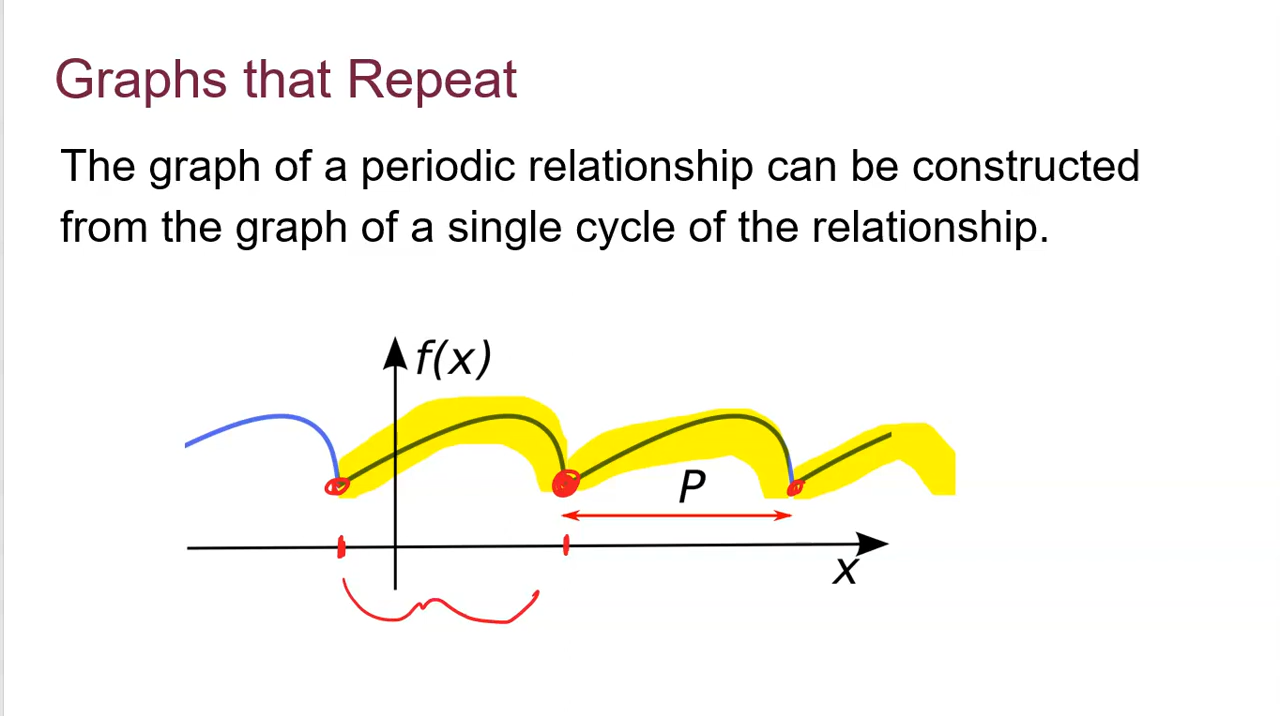 Graphs that Repeat
The graph of a periodic relationship can be constructed
from the graph of a single cycle of the relationship.
f(x)
P
x